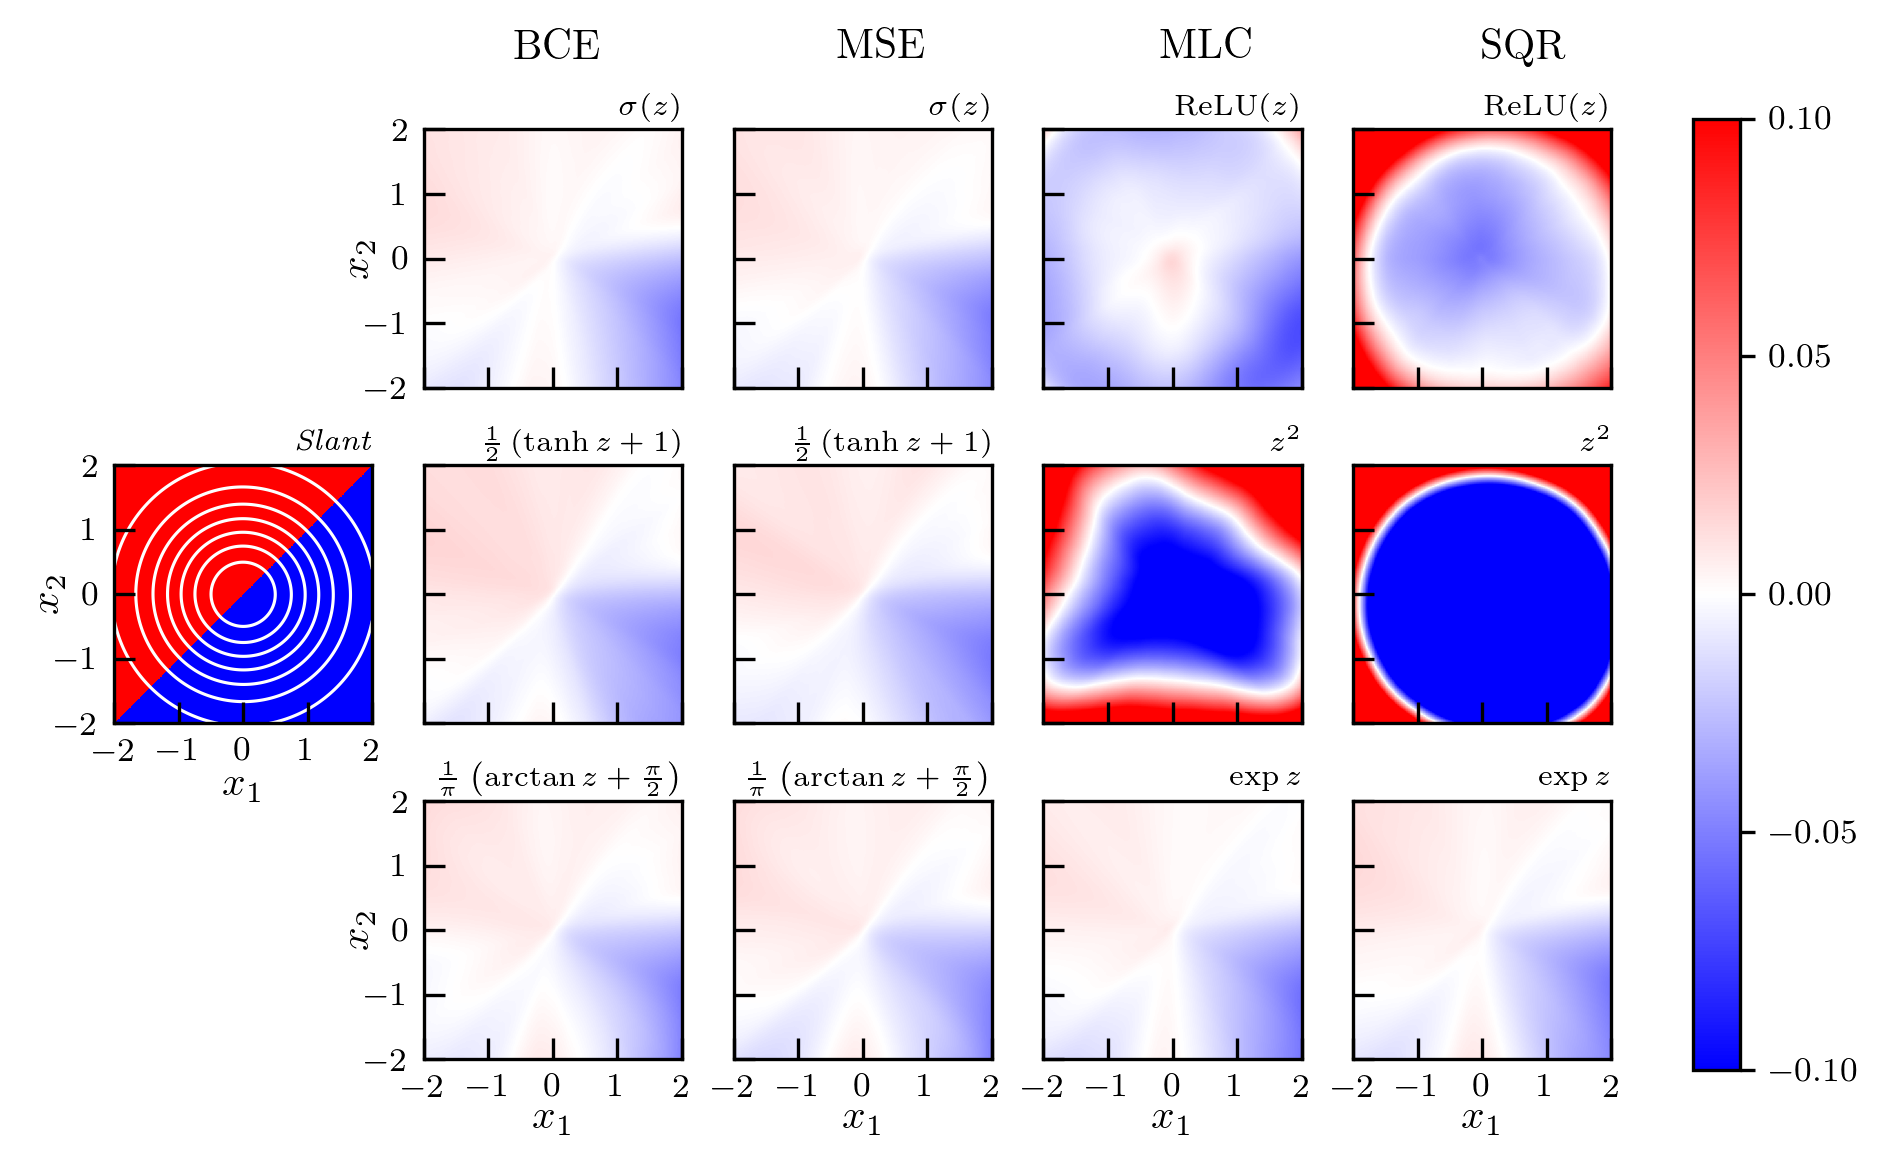 BCE MSE MLC SQR
σ(z) σ(z) ReLU(z) ReLU(z) 0.10
2
1
x₂ 0
−1 0.05
−2
Slant ½ (tanh z + 1) ½ (tanh z + 1) z² z²
2
1
x₂ 0 0.00
−1
−2
−2 −1 0 1 2
x₁
1/π (arctan z + π/2) 1/π (arctan z + π/2) exp z exp z
2 −0.05
1
x₂ 0
−1
−2 −0.10
−2 −1 0 1 2 −2 −1 0 1 2 −2 −1 0 1 2 −2 −1 0 1 2
x₁ x₁ x₁ x₁